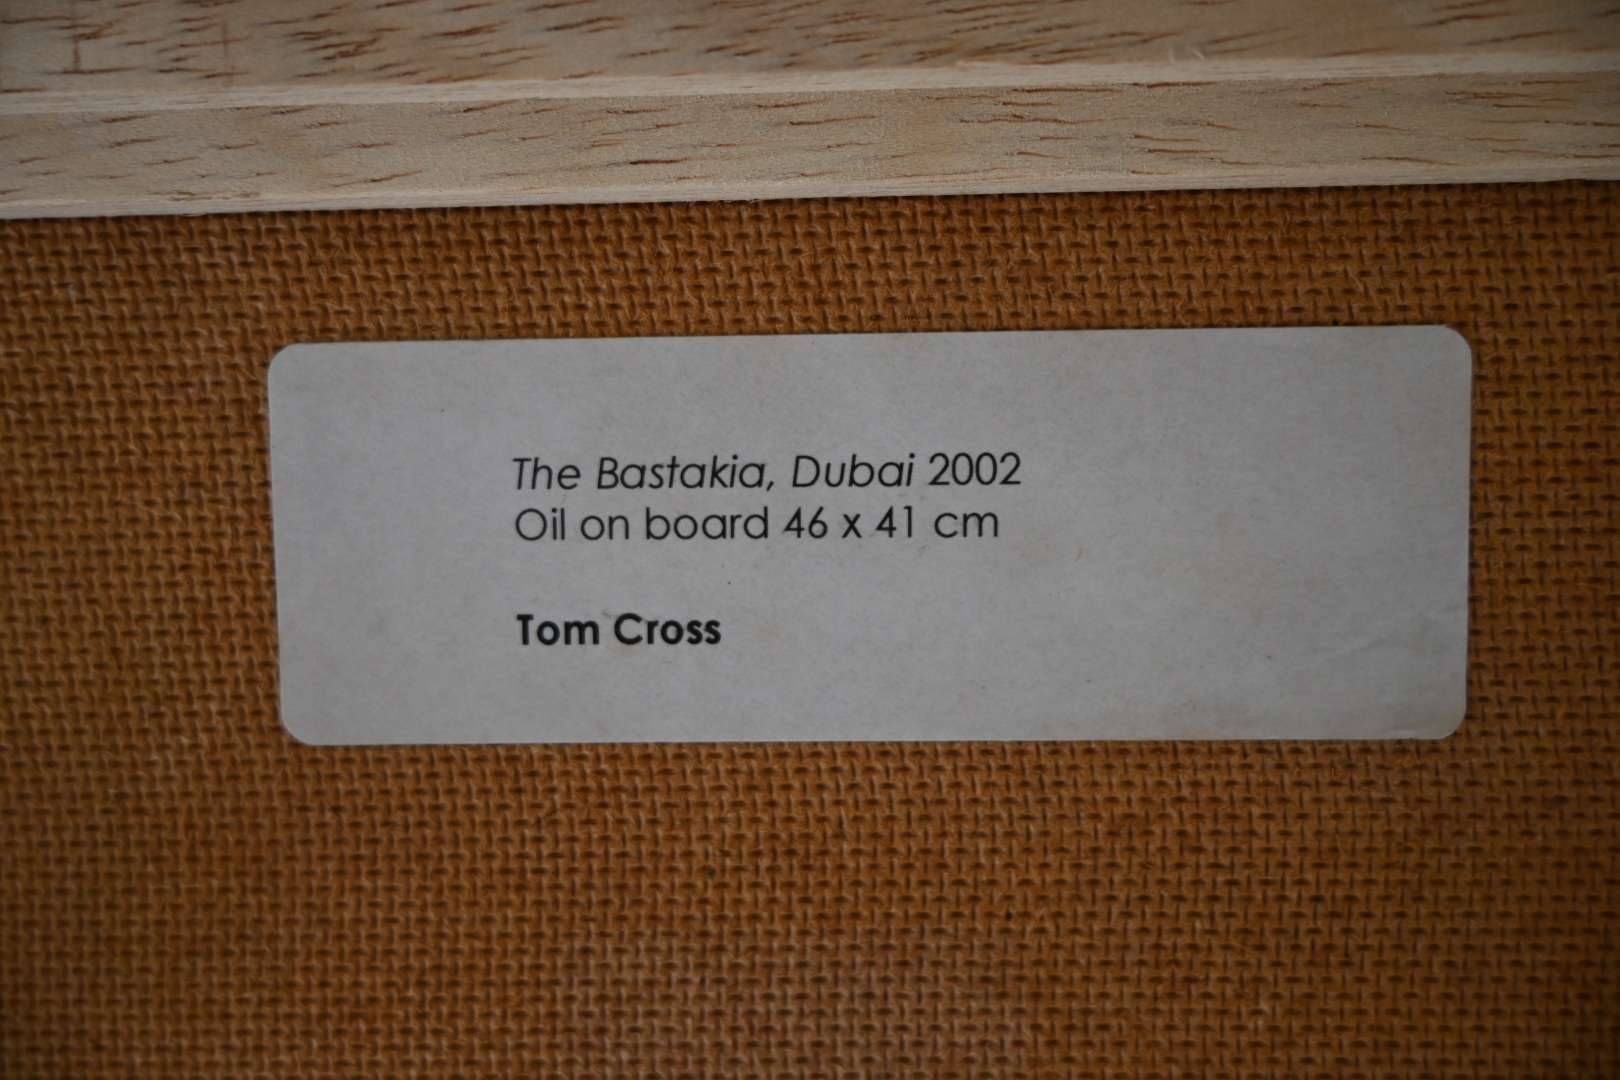 The Bastakia, Dubai 2002
Oil on board 46 x 41 cm
Tom Cross